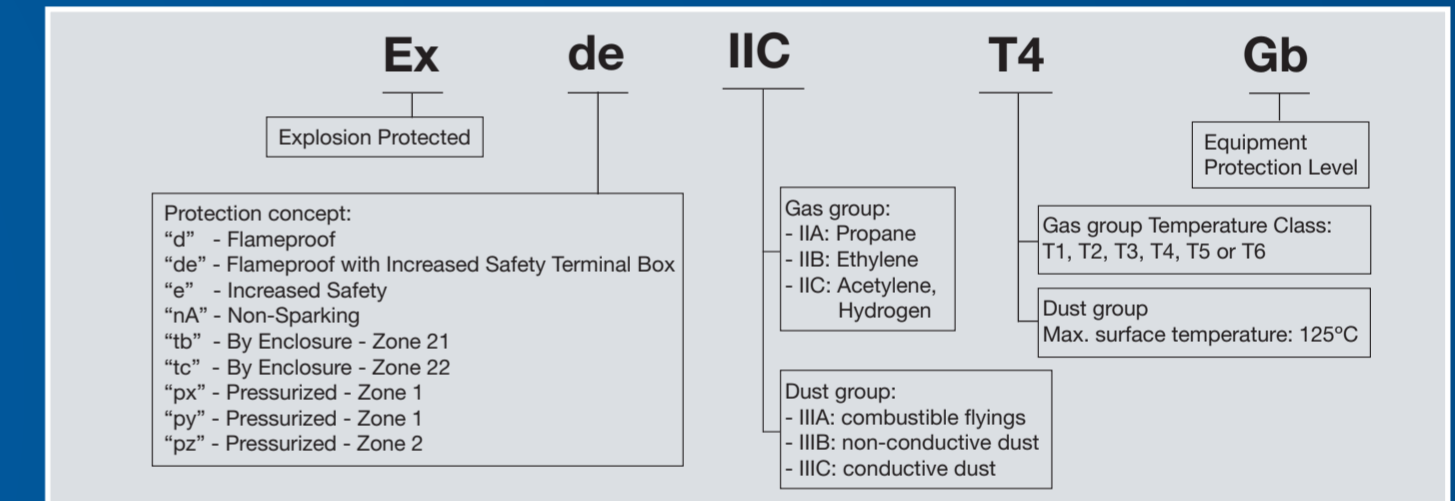 Ex de IIC T4 Gb
Explosion Protected
Equipment
Protection Level
Protection concept:
“d” - Flameproof
“de” - Flameproof with Increased Safety Terminal Box
“e” - Increased Safety
“nA” - Non-Sparking
“tb” - By Enclosure - Zone 21
“tc” - By Enclosure - Zone 22
“px” - Pressurized - Zone 1
“py” - Pressurized - Zone 1
“pz” - Pressurized - Zone 2
Gas group:
- IIA: Propane
- IIB: Ethylene
- IIC: Acetylene,
Hydrogen
Dust group:
- IIIA: combustible flyings
- IIIB: non-conductive dust
- IIIC: conductive dust
Gas group Temperature Class:
T1, T2, T3, T4, T5 or T6
Dust group
Max. surface temperature: 125ºC